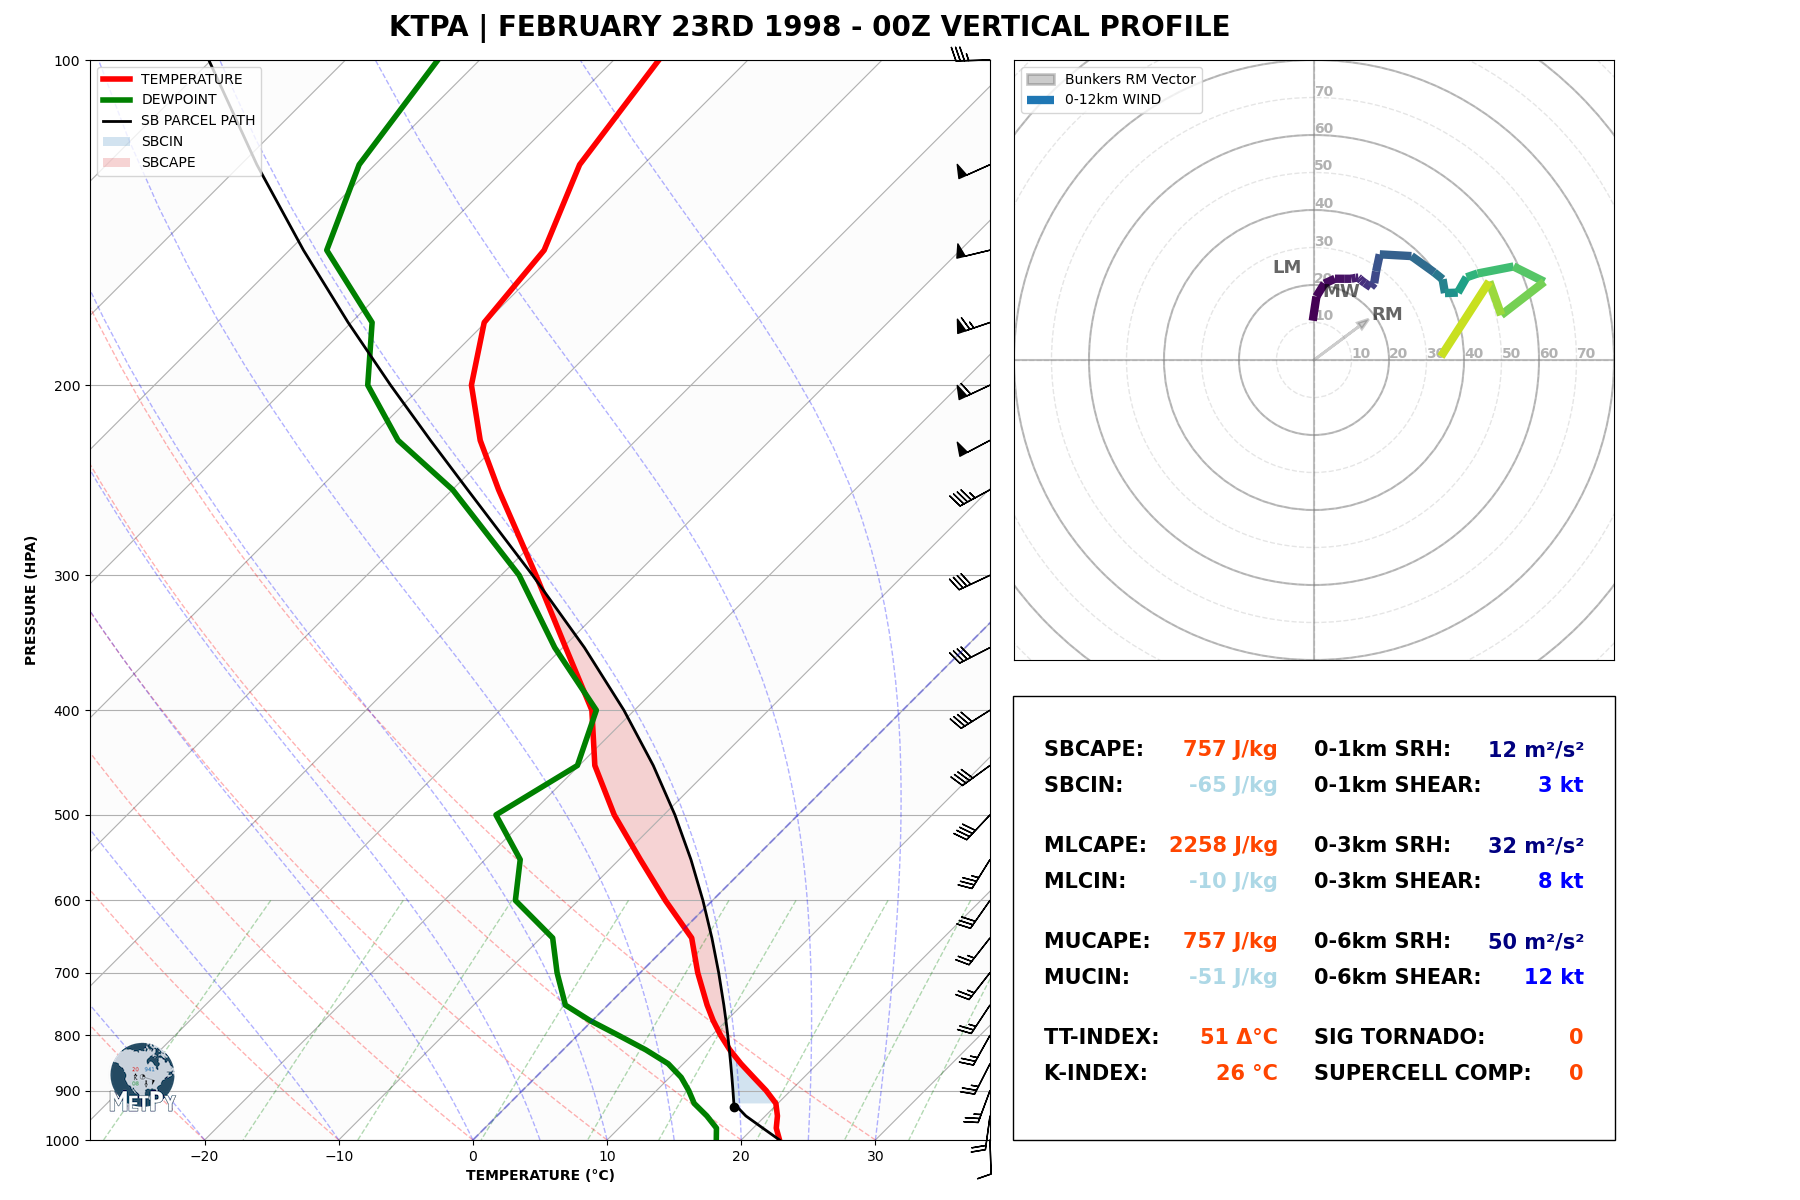 KTPA | FEBRUARY 23RD 1998 - 00Z VERTICAL PROFILE
TEMPERATURE
DEWPOINT
SB PARCEL PATH
SBCIN
SBCAPE
100
200
300
400
500
600
700
800
900
1000
PRESSURE (HPA)
−20
−10
0
10
20
30
TEMPERATURE (°C)
METPY
Bunkers RM Vector
0-12km WIND
70
60
50
40
30
20
10
LM
MW
RM
10
20
30
40
50
60
70
SBCAPE: 757 J/kg 0-1km SRH: 12 m²/s²
SBCIN: -65 J/kg 0-1km SHEAR: 3 kt
MLCAPE: 2258 J/kg 0-3km SRH: 32 m²/s²
MLCIN: -10 J/kg 0-3km SHEAR: 8 kt
MUCAPE: 757 J/kg 0-6km SRH: 50 m²/s²
MUCIN: -51 J/kg 0-6km SHEAR: 12 kt
TT-INDEX: 51 Δ°C SIG TORNADO: 0
K-INDEX: 26 °C SUPERCELL COMP: 0